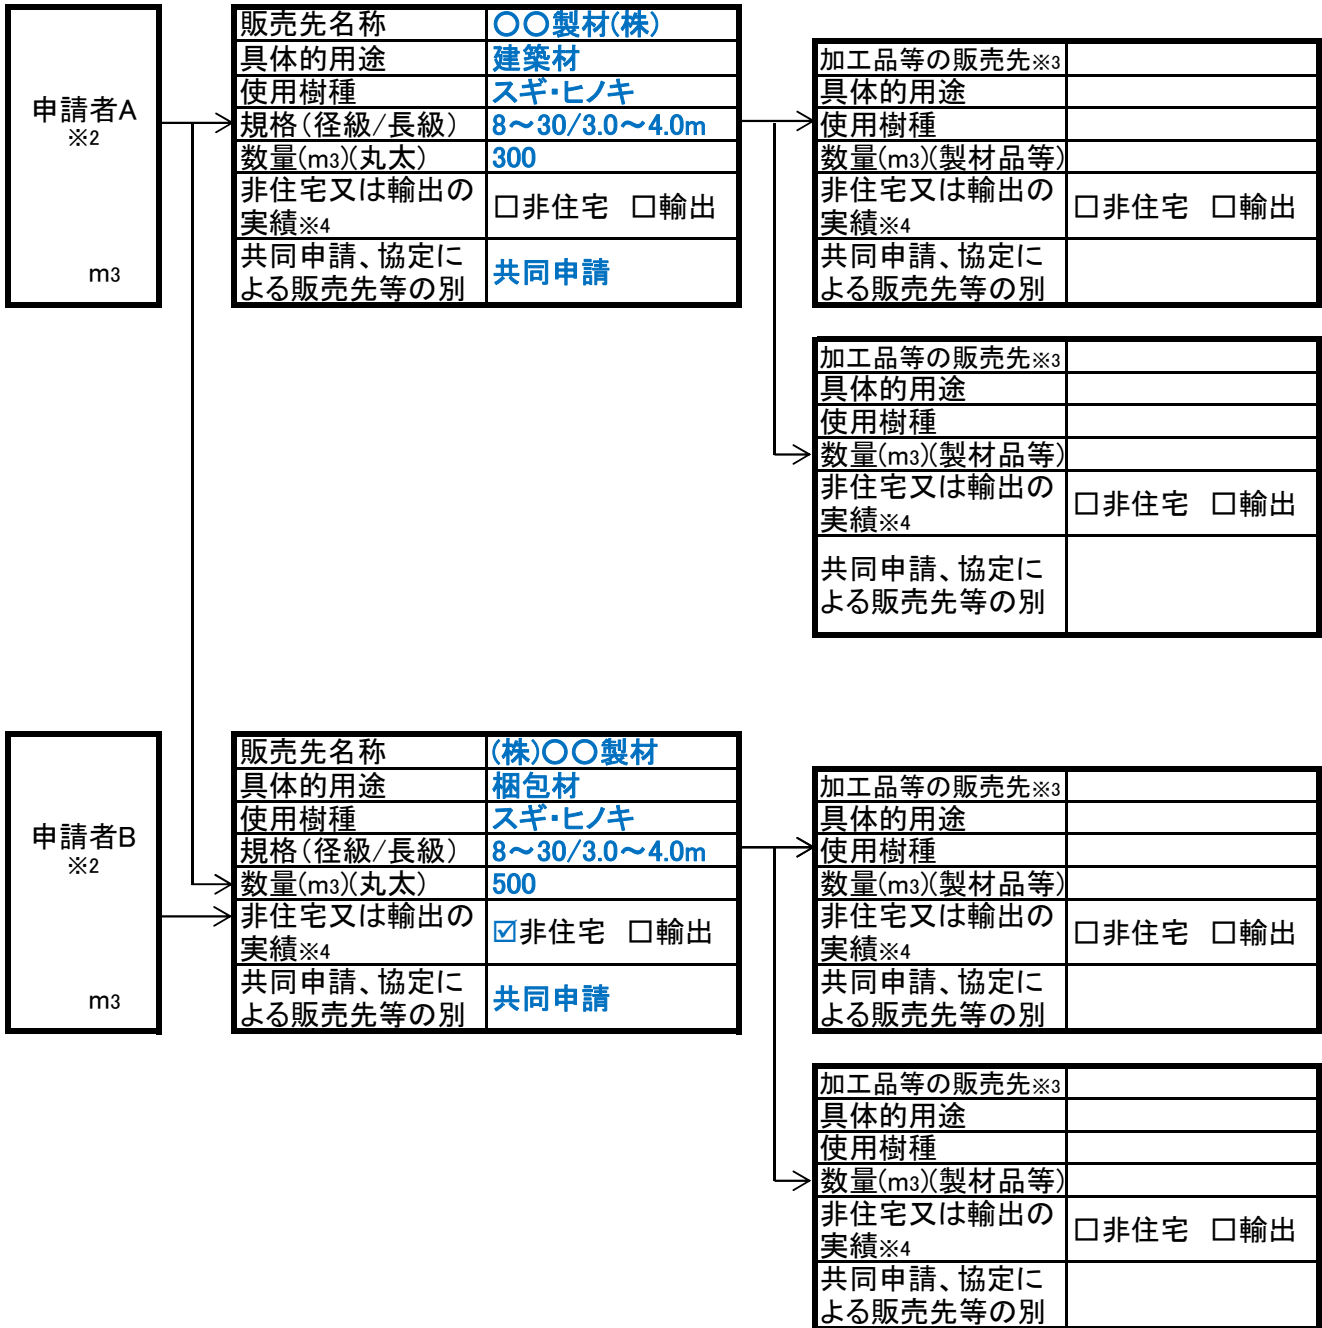 申請者A
※2
m3
販売先名称 〇〇製材(株)
具体的用途 建築材
使用樹種 スギ・ヒノキ
規格(径級/長級) 8～30/3.0～4.0m
数量(m3)(丸太) 300
非住宅又は輸出の
実績※4
□非住宅 □輸出
共同申請、協定に
よる販売先等の別
共同申請
加工品等の販売先※3
具体的用途
使用樹種
数量(m3)(製材品等)
非住宅又は輸出の
実績※4
□非住宅 □輸出
共同申請、協定に
よる販売先等の別
加工品等の販売先※3
具体的用途
使用樹種
数量(m3)(製材品等)
非住宅又は輸出の
実績※4
□非住宅 □輸出
共同申請、協定に
よる販売先等の別
申請者B
※2
m3
販売先名称 (株)〇〇製材
具体的用途 梱包材
使用樹種 スギ・ヒノキ
規格(径級/長級) 8～30/3.0～4.0m
数量(m3)(丸太) 500
非住宅又は輸出の
実績※4
☑非住宅 □輸出
共同申請、協定に
よる販売先等の別
共同申請
加工品等の販売先※3
具体的用途
使用樹種
数量(m3)(製材品等)
非住宅又は輸出の
実績※4
□非住宅 □輸出
共同申請、協定に
よる販売先等の別
加工品等の販売先※3
具体的用途
使用樹種
数量(m3)(製材品等)
非住宅又は輸出の
実績※4
□非住宅 □輸出
共同申請、協定に
よる販売先等の別